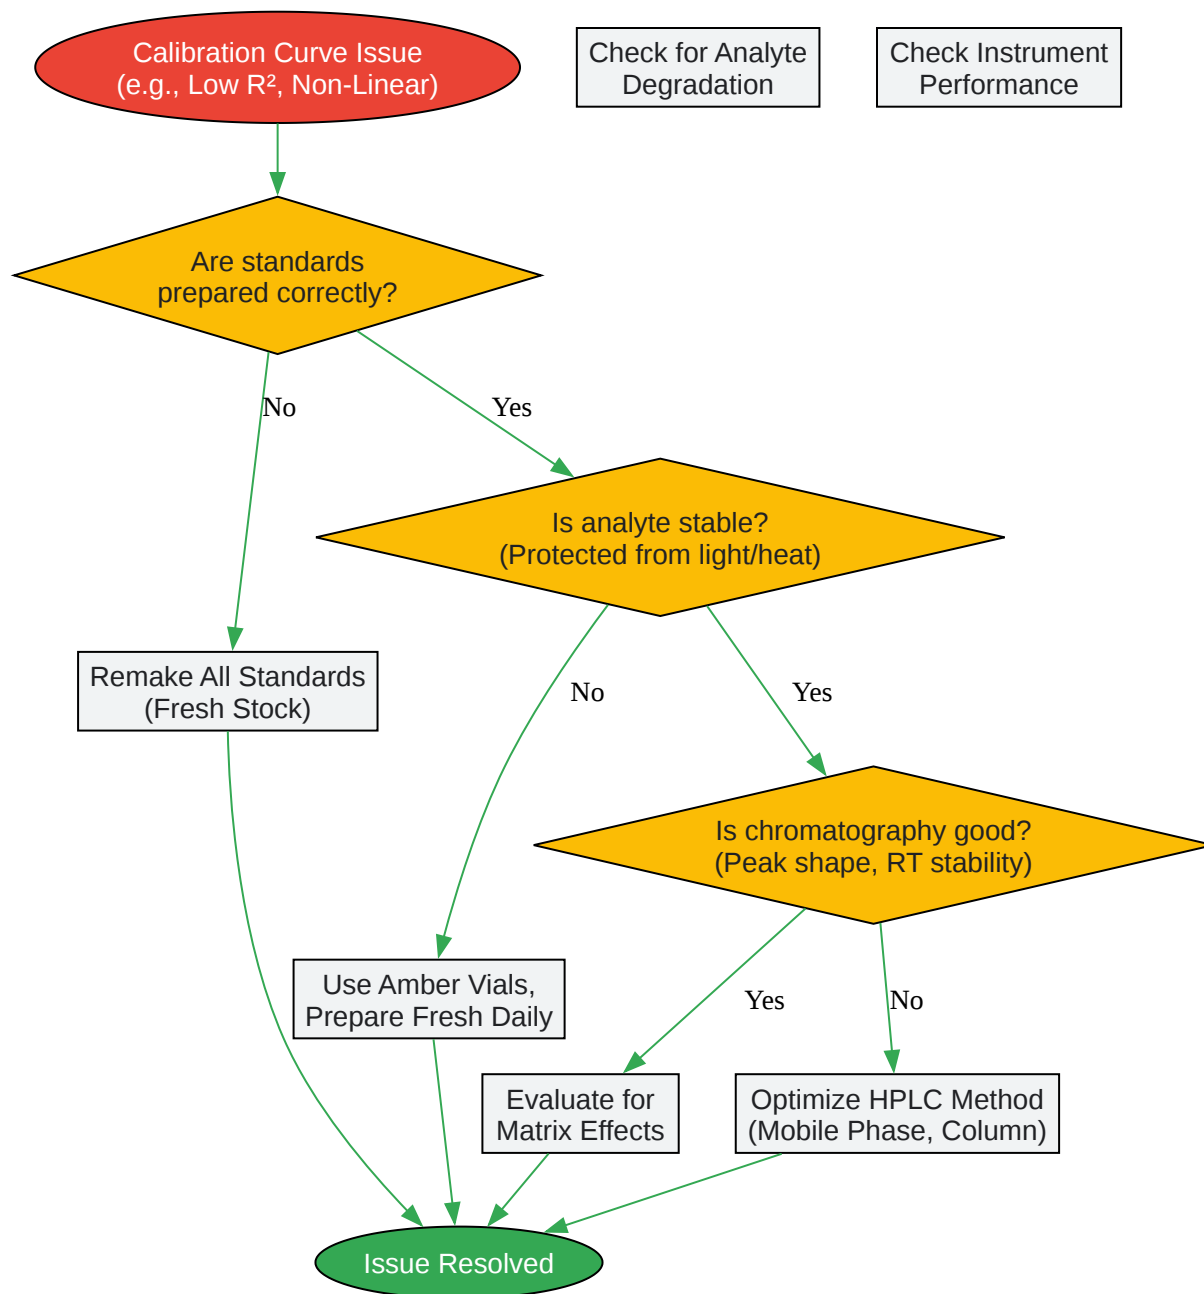 Calibration Curve Issue
(e.g., Low R², Non-Linear)
Check for Analyte
Degradation
Check Instrument
Performance
Are standards
prepared correctly?
No
Yes
Is analyte stable?
(Protected from light/heat)
Remake All Standards
(Fresh Stock)
No
Yes
Is chromatography good?
(Peak shape, RT stability)
Use Amber Vials,
Prepare Fresh Daily
Yes
No
Evaluate for
Matrix Effects
Optimize HPLC Method
(Mobile Phase, Column)
Issue Resolved